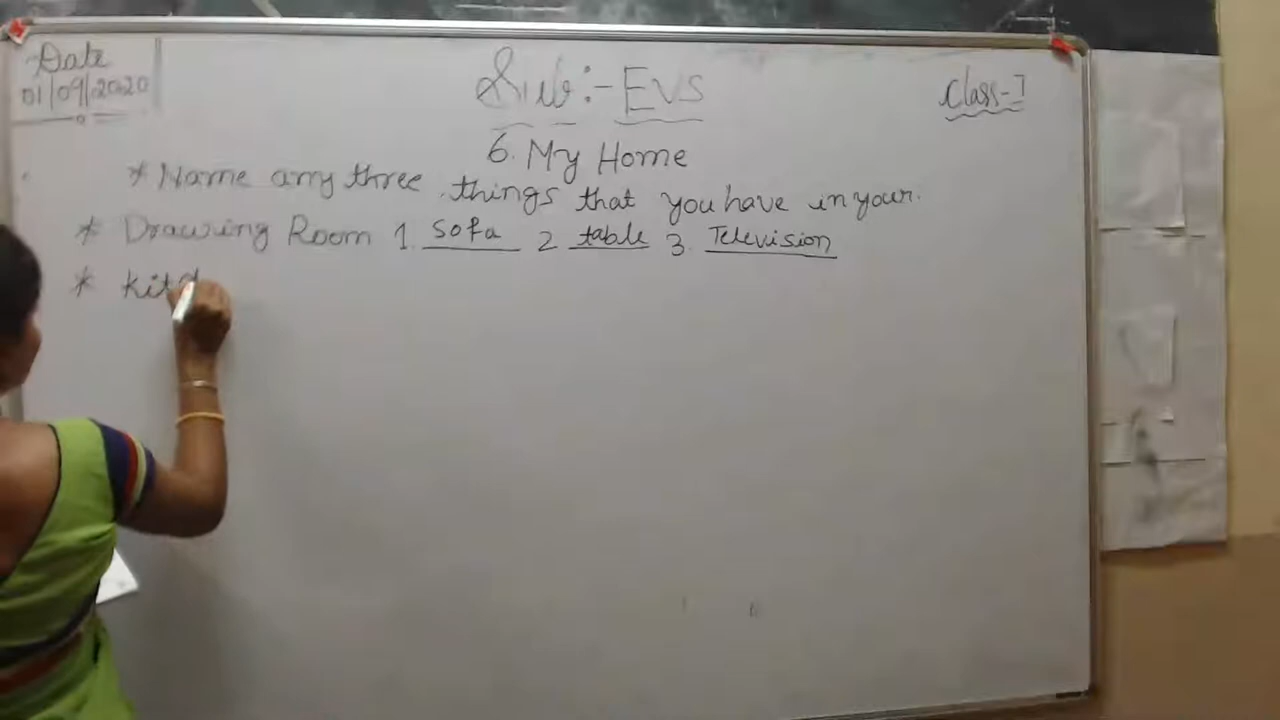 Date
01/09/2020
Sub:- EVS
Class-I
6. My Home
* Name any three things that you have in your.
* Drawing Room 1. Sofa 2 table 3. Television
* Kit